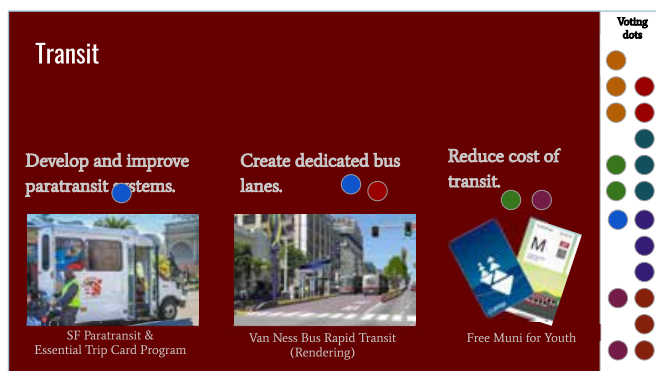 Voting
dots
Transit
Develop and improve
paratransit systems.
Create dedicated bus
lanes.
Reduce cost of
transit.
M
SF Paratransit &
Essential Trip Card Program
Van Ness Bus Rapid Transit
(Rendering)
Free Muni for Youth